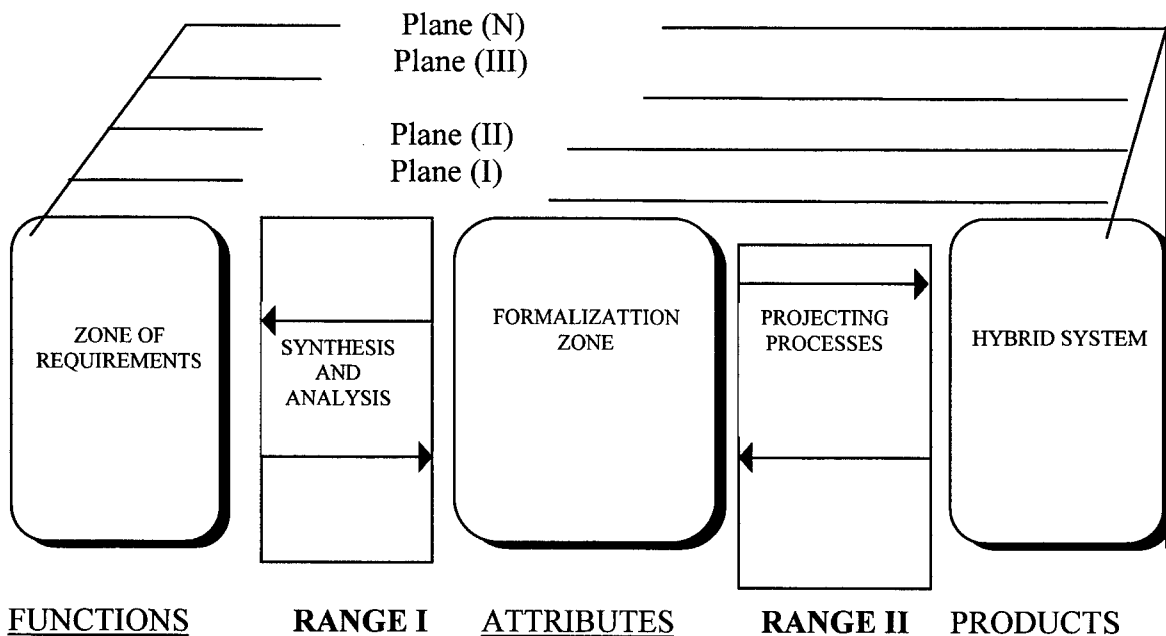 Plane (N)
Plane (III)
Plane (II)
Plane (I)
ZONE OF
REQUIREMENTS
SYNTHESIS
AND
ANALYSIS
FORMALIZATTION
ZONE
PROJECTING
PROCESSES
HYBRID SYSTEM
FUNCTIONS RANGE I ATTRIBUTES RANGE II PRODUCTS